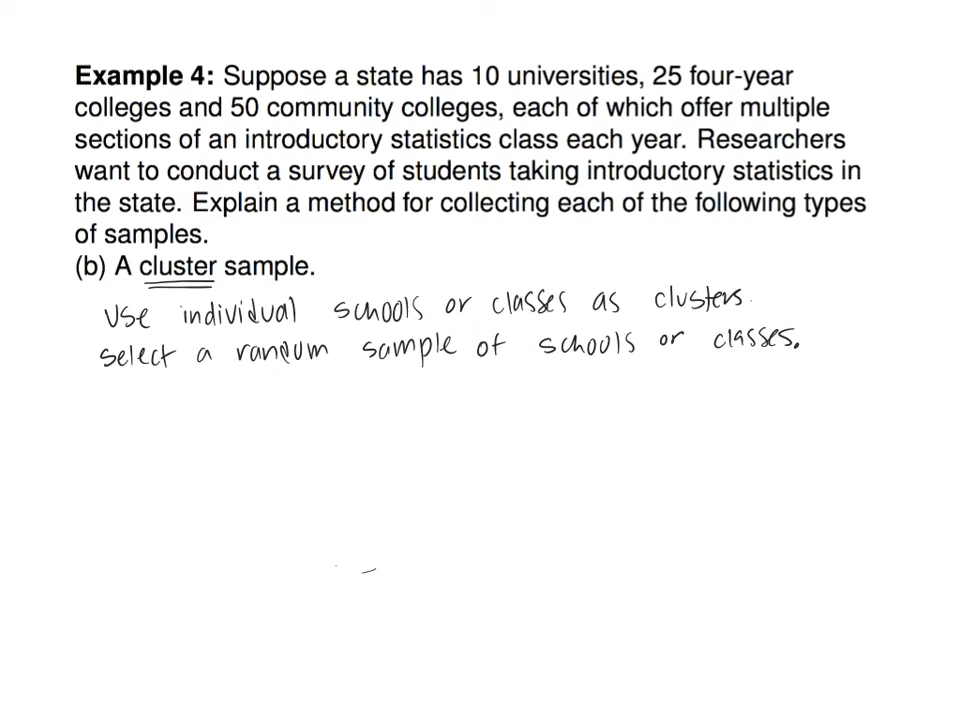 Example 4: Suppose a state has 10 universities, 25 four-year
colleges and 50 community colleges, each of which offer multiple
sections of an introductory statistics class each year. Researchers
want to conduct a survey of students taking introductory statistics in
the state. Explain a method for collecting each of the following types
of samples.
(b) A cluster sample.
Use individual schools or classes as clusters.
select a random sample of schools or classes.